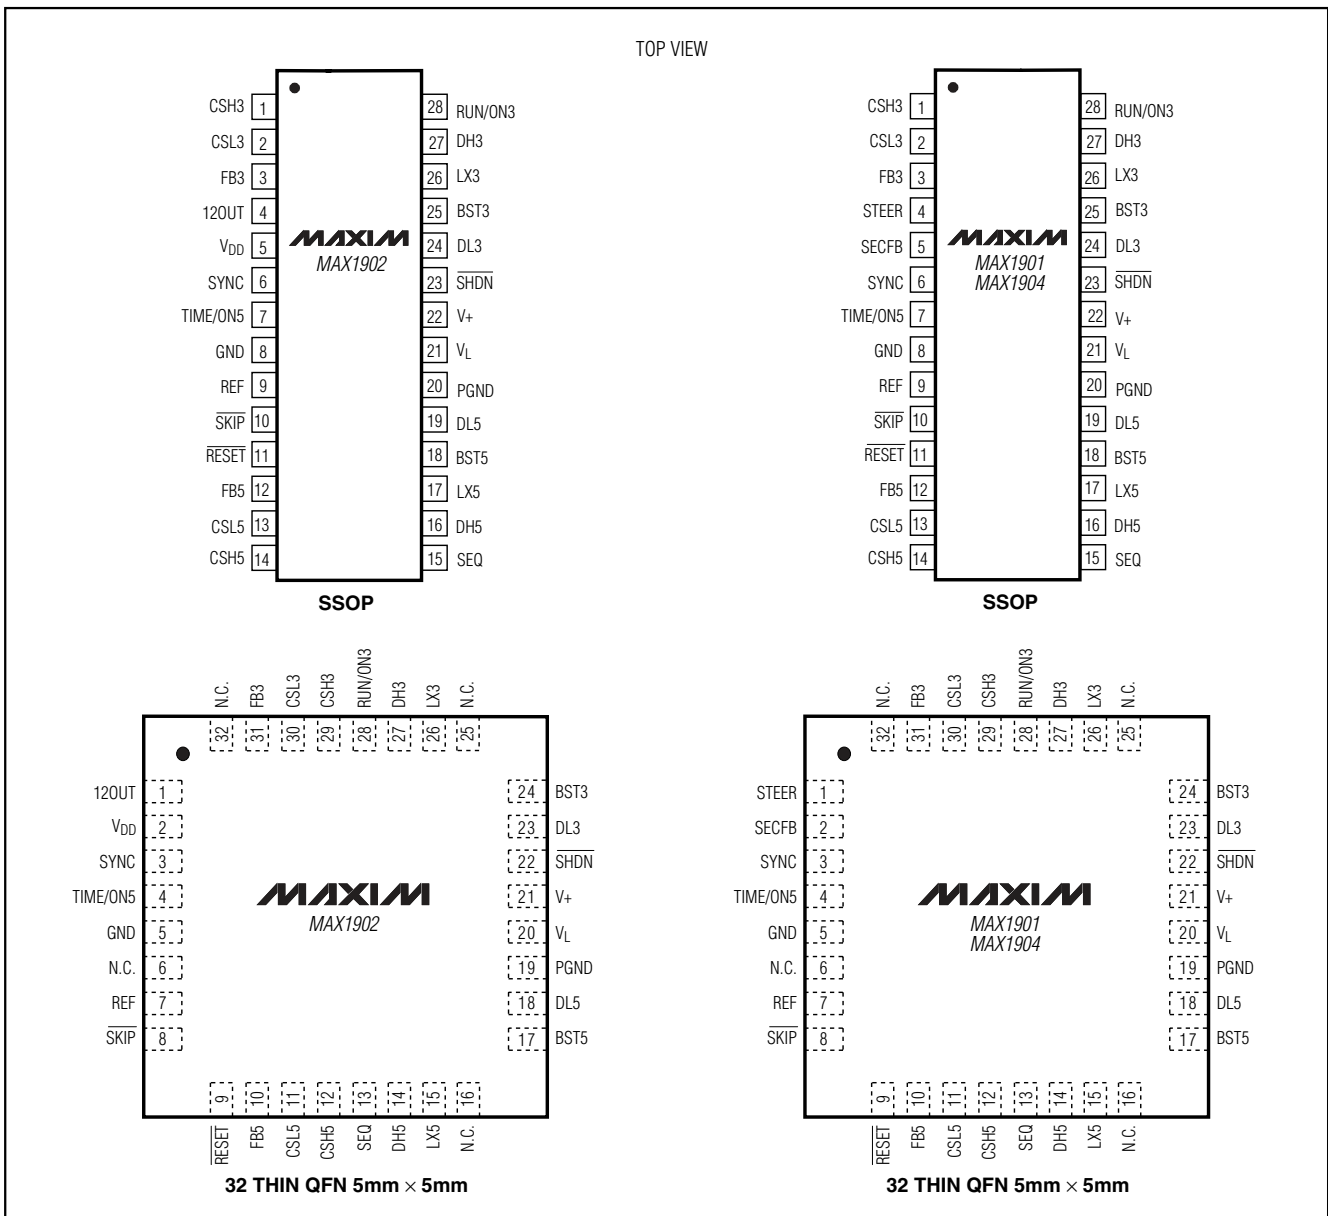 TOP VIEW
CSH3 1
CSL3 2
FB3 3
12OUT 4
VDD 5
SYNC 6
TIME/ON5 7
GND 8
REF 9
SKIP 10
RESET 11
FB5 12
CSL5 13
CSH5 14
28 RUN/ON3
27 DH3
26 LX3
25 BST3
24 DL3
23 SHDN
22 V+
21 VL
20 PGND
19 DL5
18 BST5
17 LX5
16 DH5
15 SEQ
MAXIM
MAX1902
SSOP
CSH3 1
CSL3 2
FB3 3
STEER 4
SECFB 5
SYNC 6
TIME/ON5 7
GND 8
REF 9
SKIP 10
RESET 11
FB5 12
CSL5 13
CSH5 14
28 RUN/ON3
27 DH3
26 LX3
25 BST3
24 DL3
23 SHDN
22 V+
21 VL
20 PGND
19 DL5
18 BST5
17 LX5
16 DH5
15 SEQ
MAXIM
MAX1901
MAX1904
SSOP
N.C. FB3 CSL3 CSH3 RUN/ON3 DH3 LX3 N.C.
32 31 30 29 28 27 26 25
12OUT 1
VDD 2
SYNC 3
TIME/ON5 4
GND 5
N.C. 6
REF 7
SKIP 8
24 BST3
23 DL3
22 SHDN
21 V+
20 VL
19 PGND
18 DL5
17 BST5
MAXIM
MAX1902
9 10 11 12 13 14 15 16
RESET FB5 CSL5 CSH5 SEQ DH5 LX5 N.C.
32 THIN QFN 5mm × 5mm
N.C. FB3 CSL3 CSH3 RUN/ON3 DH3 LX3 N.C.
32 31 30 29 28 27 26 25
STEER 1
SECFB 2
SYNC 3
TIME/ON5 4
GND 5
N.C. 6
REF 7
SKIP 8
24 BST3
23 DL3
22 SHDN
21 V+
20 VL
19 PGND
18 DL5
17 BST5
MAXIM
MAX1901
MAX1904
9 10 11 12 13 14 15 16
RESET FB5 CSL5 CSH5 SEQ DH5 LX5 N.C.
32 THIN QFN 5mm × 5mm